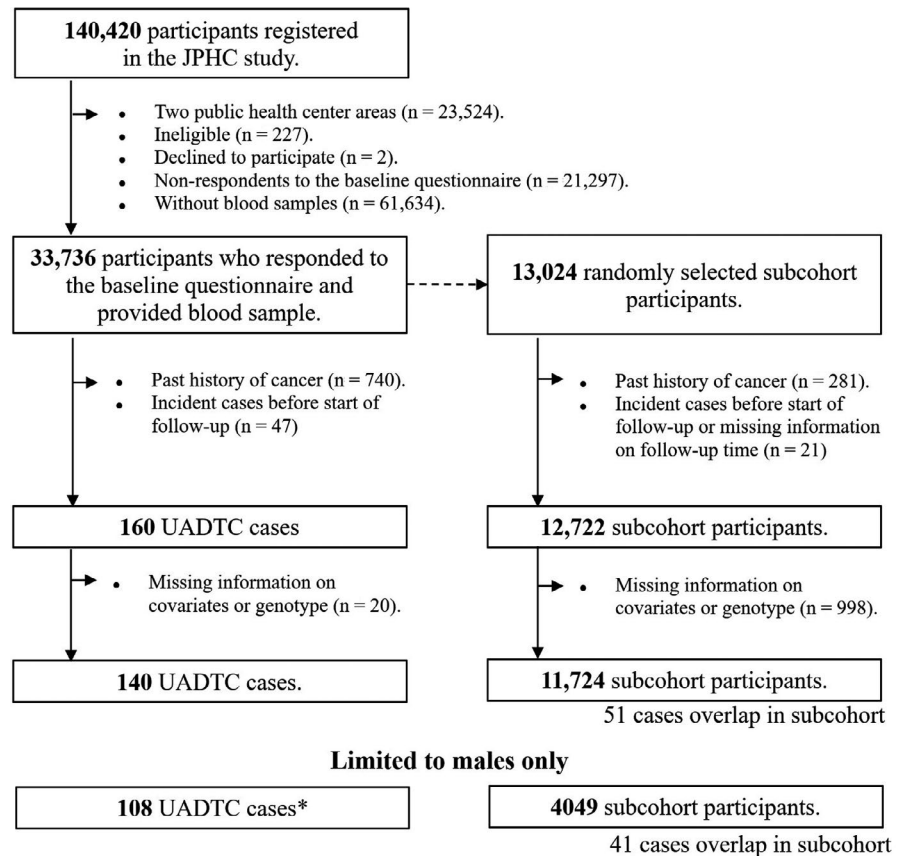 140,420 participants registered
in the JPHC study.
• Two public health center areas (n = 23,524).
• Ineligible (n = 227).
• Declined to participate (n = 2).
• Non-respondents to the baseline questionnaire (n = 21,297).
• Without blood samples (n = 61,634).
33,736 participants who responded to
the baseline questionnaire and
provided blood sample.
13,024 randomly selected subcohort
participants.
• Past history of cancer (n = 740).
• Incident cases before start of
follow-up (n = 47)
• Past history of cancer (n = 281).
• Incident cases before start of
follow-up or missing information
on follow-up time (n = 21)
160 UADTC cases
12,722 subcohort participants.
• Missing information on
covariates or genotype (n = 20).
• Missing information on
covariates or genotype (n = 998).
140 UADTC cases.
11,724 subcohort participants.
51 cases overlap in subcohort
Limited to males only
108 UADTC cases*
4049 subcohort participants.
41 cases overlap in subcohort